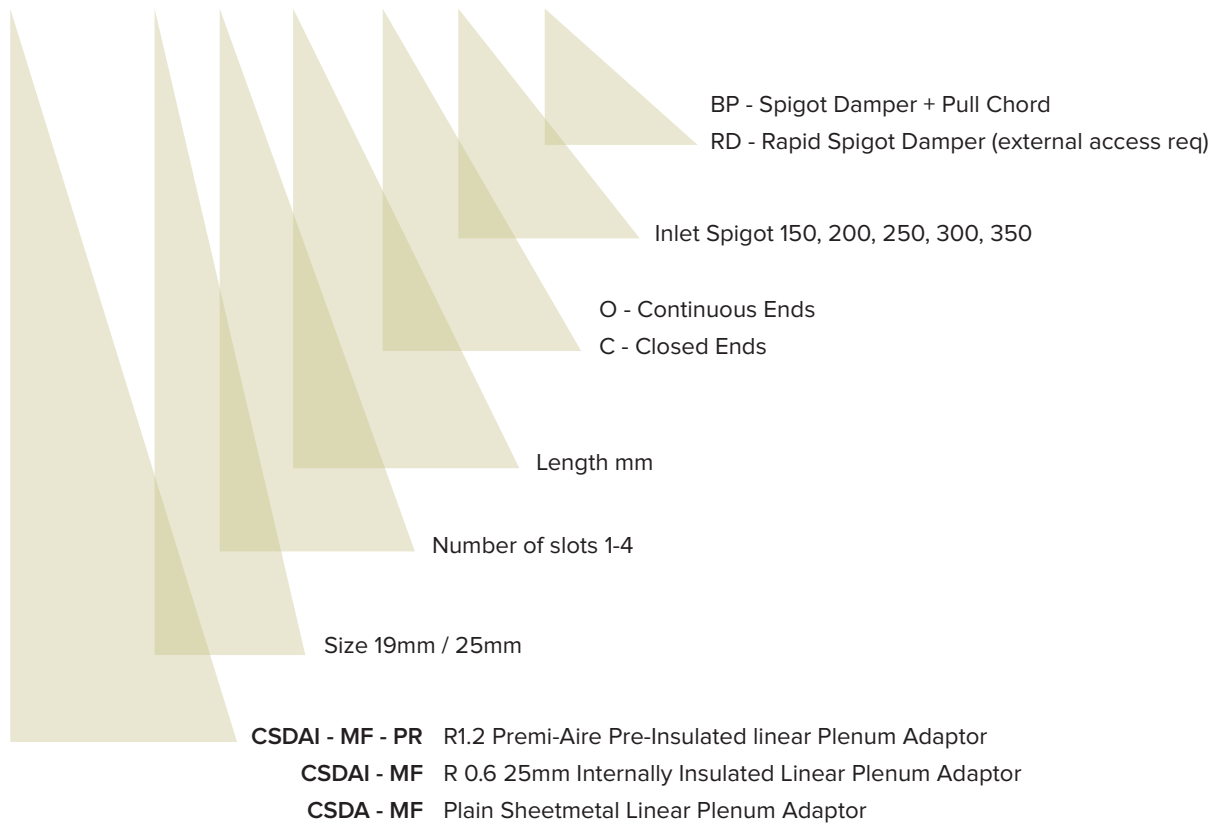 BP - Spigot Damper + Pull Chord
RD - Rapid Spigot Damper (external access req)
Inlet Spigot 150, 200, 250, 300, 350
O - Continuous Ends
C - Closed Ends
Length mm
Number of slots 1-4
Size 19mm / 25mm
CSDAI - MF - PR R1.2 Premi-Aire Pre-Insulated linear Plenum Adaptor
CSDAI - MF R 0.6 25mm Internally Insulated Linear Plenum Adaptor
CSDA - MF Plain Sheetmetal Linear Plenum Adaptor